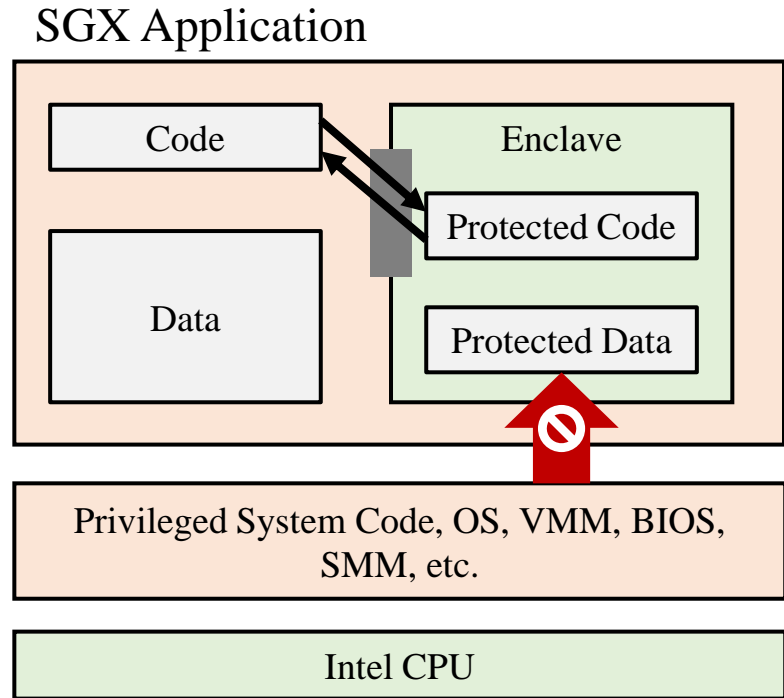 SGX Application
Code
Enclave
Protected Code
Data
Protected Data
Privileged System Code, OS, VMM, BIOS,
SMM, etc.
Intel CPU